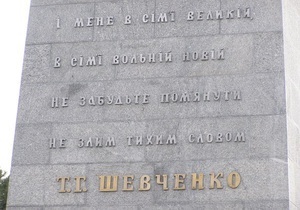 І МЕНЕ В СІМ'Ї ВЕЛИКІЙ,
В СІМ'Ї ВОЛЬНІЙ НОВІЙ
НЕ ЗАБУДЬТЕ ПОМ'ЯНУТИ
НЕ ЗЛИМ ТИХИМ СЛОВОМ
Т.Г. ШЕВЧЕНКО